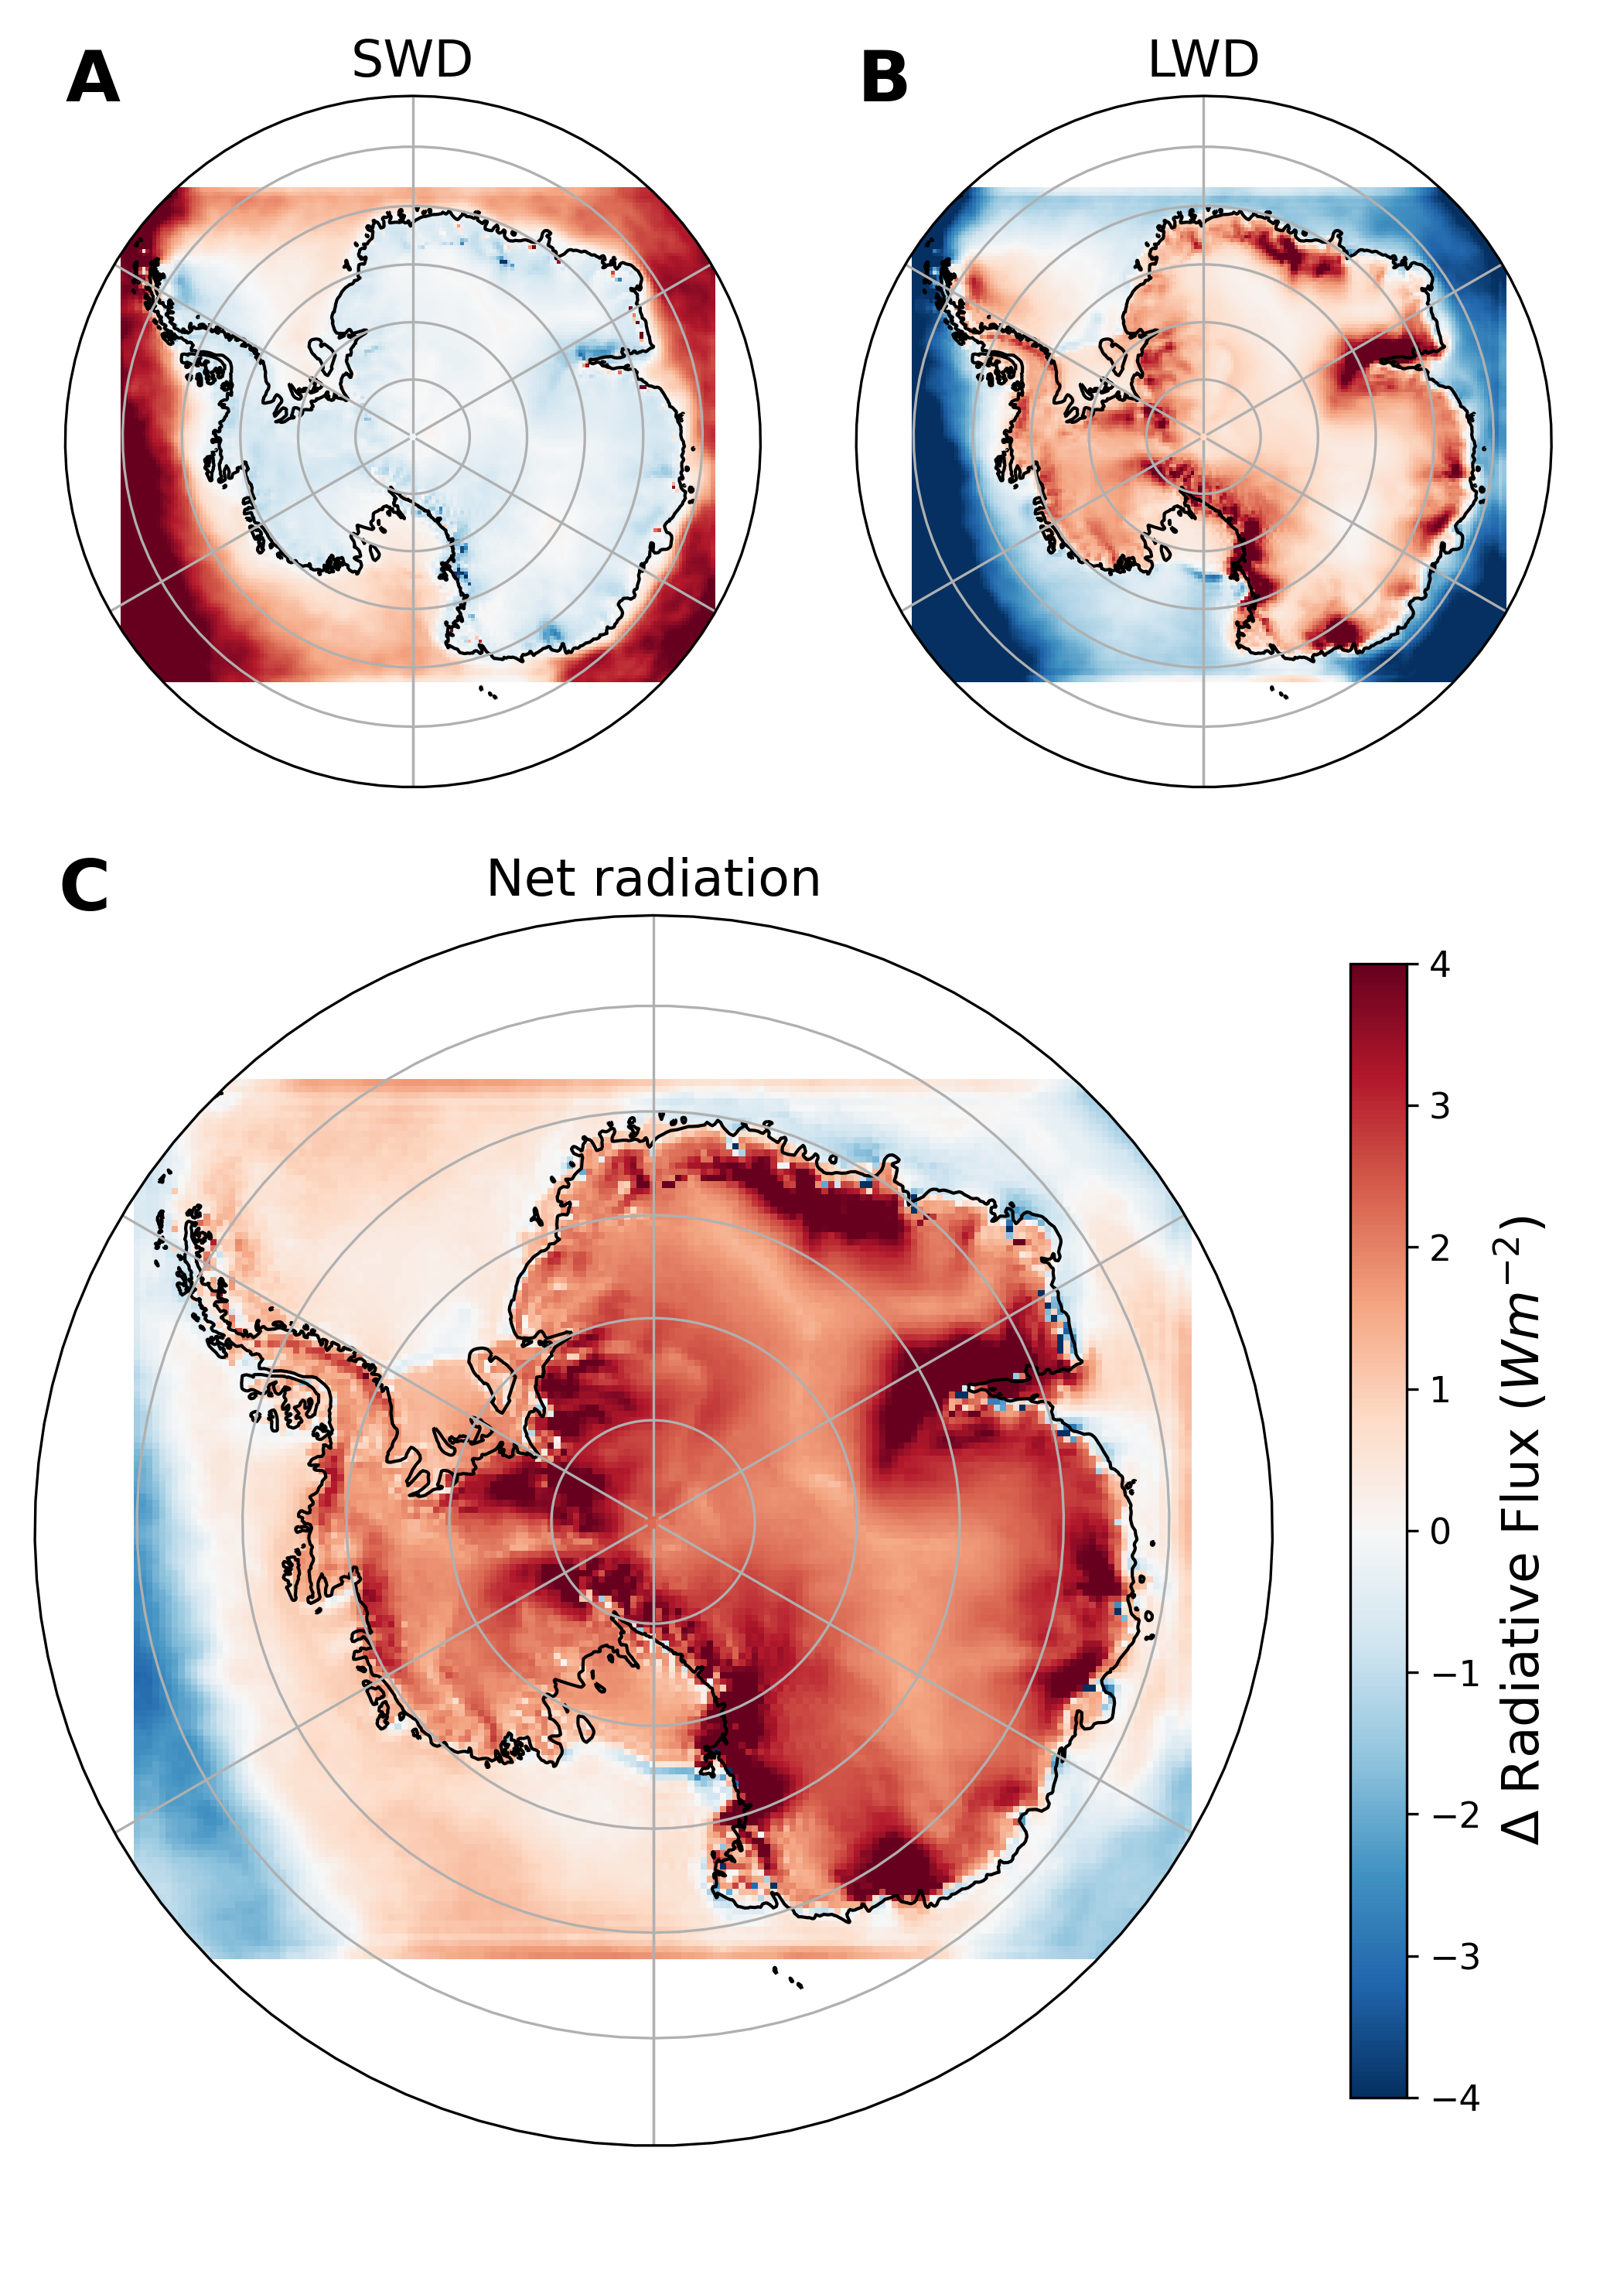 A
SWD
B
LWD
C
Net radiation
4
3
2
1
0
−1
−2
−3
−4
Δ Radiative Flux (Wm⁻²)